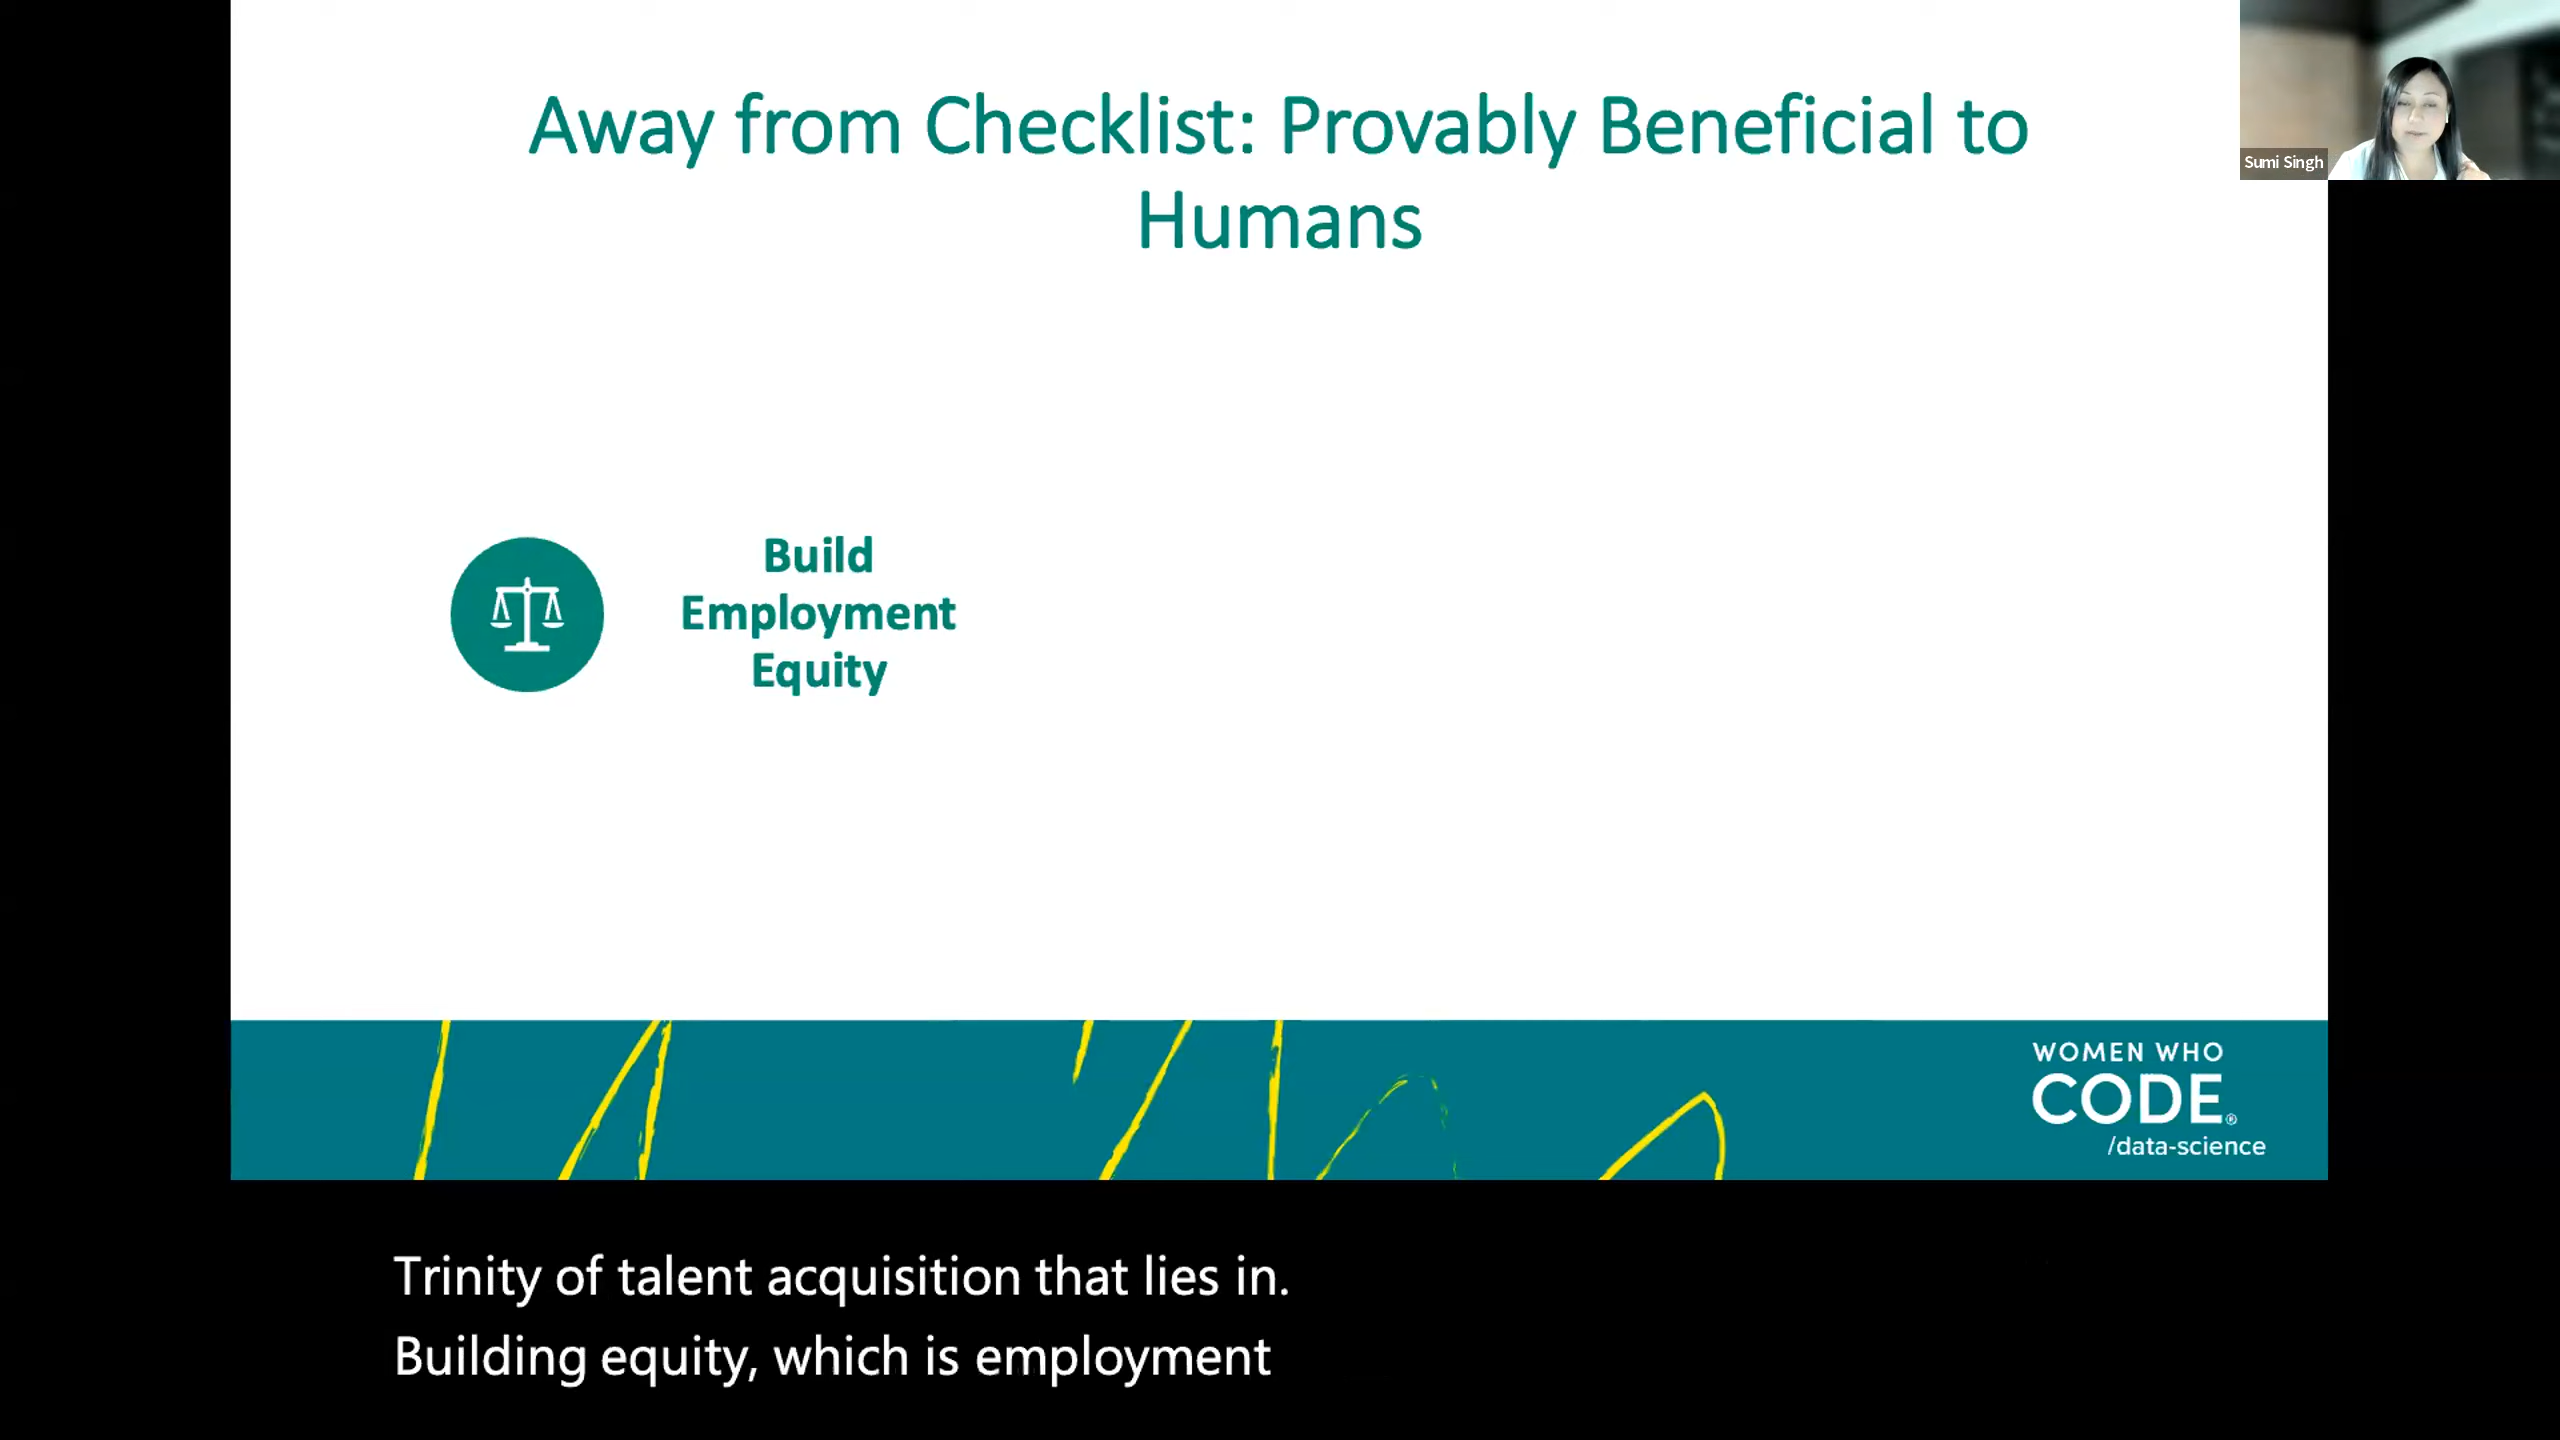 Away from Checklist: Provably Beneficial to
Humans
Sumi Singh
Build
Employment
Equity
WOMEN WHO
CODE®
/data-science
Trinity of talent acquisition that lies in.
Building equity, which is employment